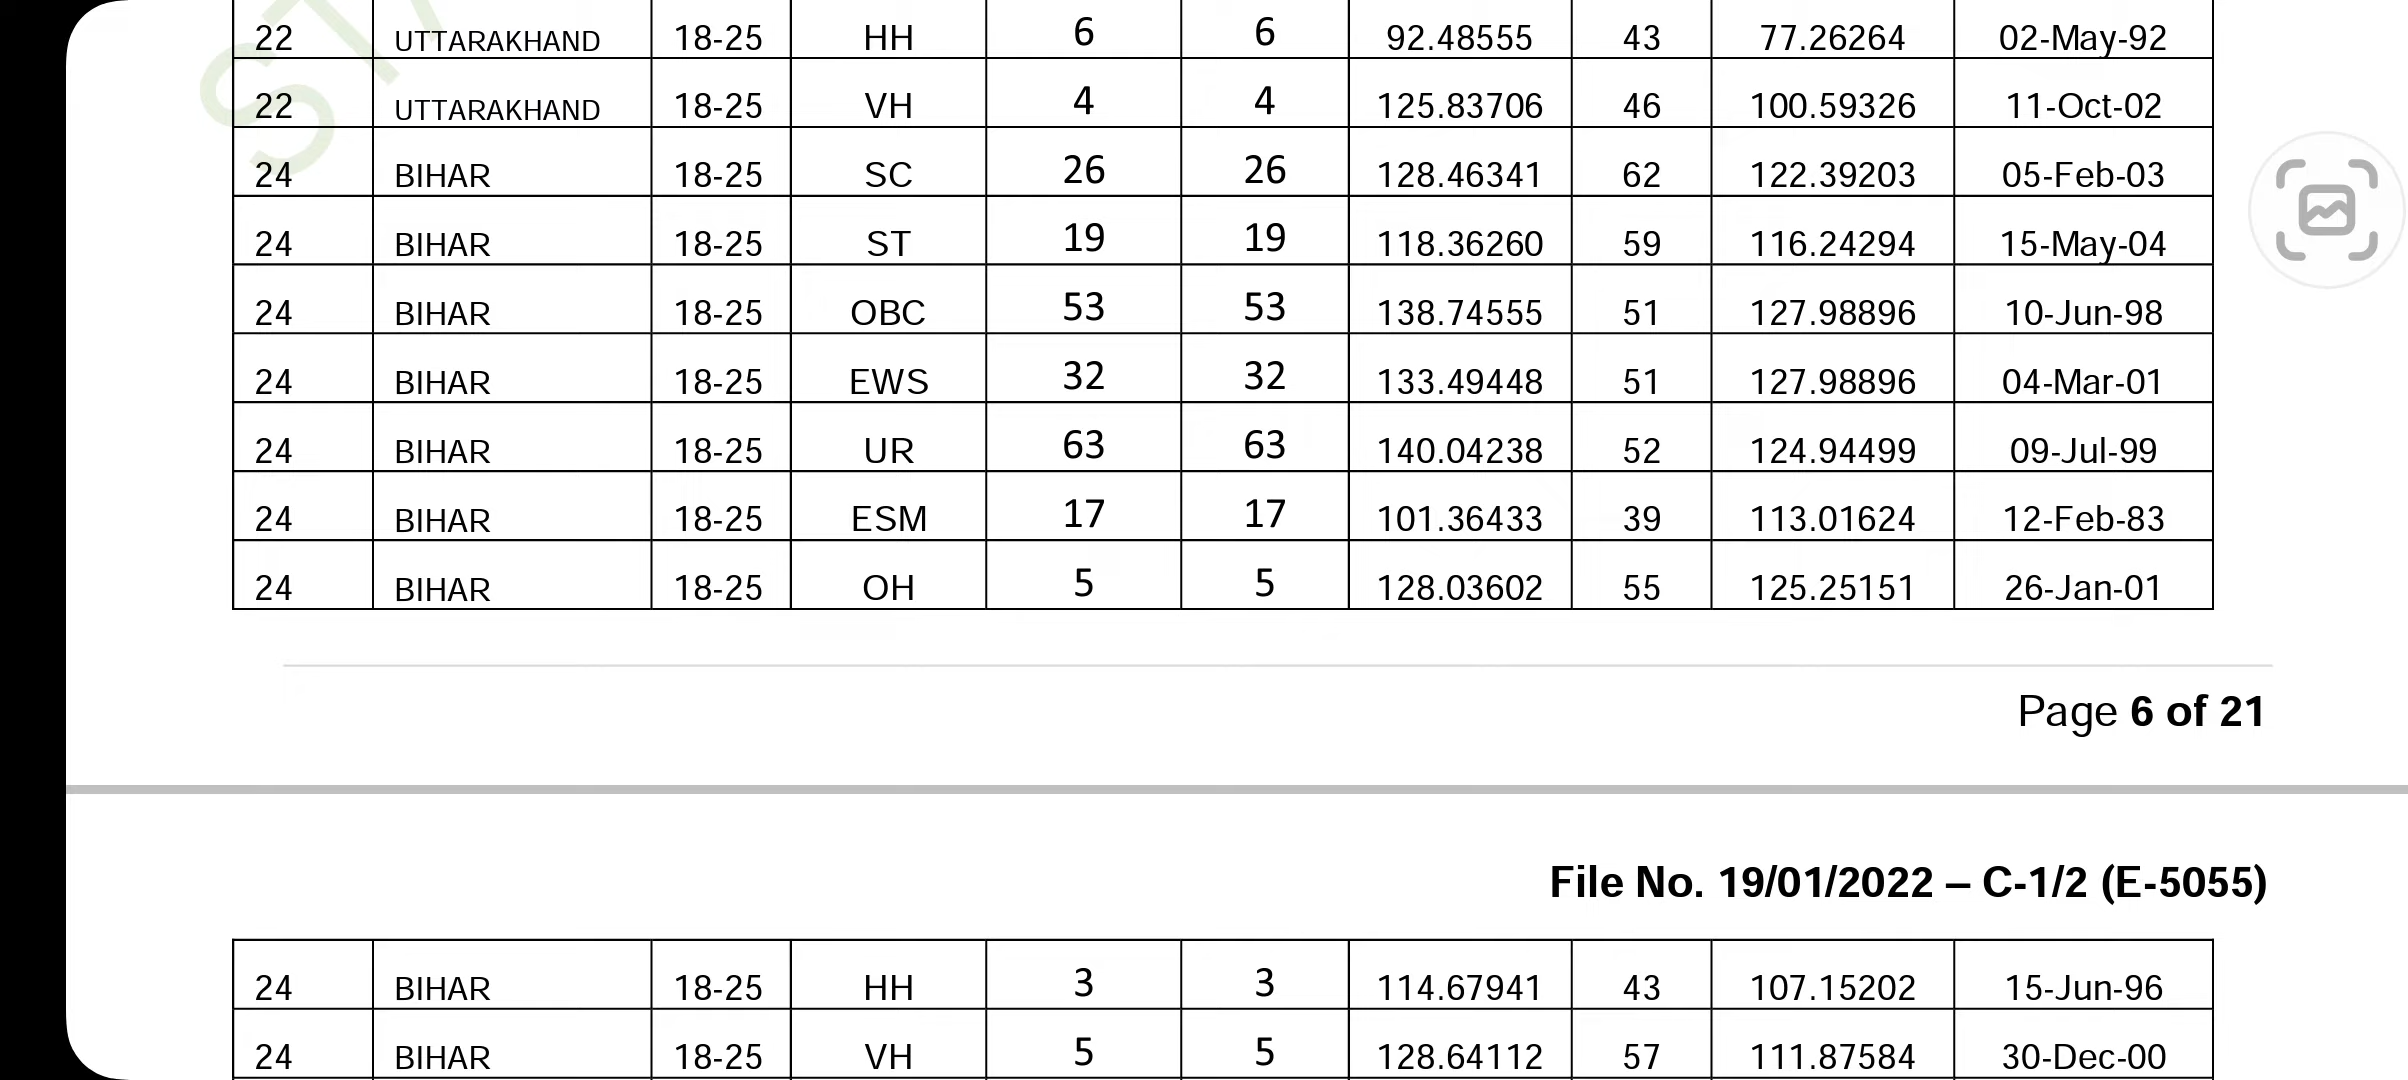 22 UTTARAKHAND 18-25 HH 6 6 92.48555 43 77.26264 02-May-92
22 UTTARAKHAND 18-25 VH 4 4 125.83706 46 100.59326 11-Oct-02
24 BIHAR 18-25 SC 26 26 128.46341 62 122.39203 05-Feb-03
24 BIHAR 18-25 ST 19 19 118.36260 59 116.24294 15-May-04
24 BIHAR 18-25 OBC 53 53 138.74555 51 127.98896 10-Jun-98
24 BIHAR 18-25 EWS 32 32 133.49448 51 127.98896 04-Mar-01
24 BIHAR 18-25 UR 63 63 140.04238 52 124.94499 09-Jul-99
24 BIHAR 18-25 ESM 17 17 101.36433 39 113.01624 12-Feb-83
24 BIHAR 18-25 OH 5 5 128.03602 55 125.25151 26-Jan-01
Page 6 of 21
File No. 19/01/2022 – C-1/2 (E-5055)
24 BIHAR 18-25 HH 3 3 114.67941 43 107.15202 15-Jun-96
24 BIHAR 18-25 VH 5 5 128.64112 57 111.87584 30-Dec-00